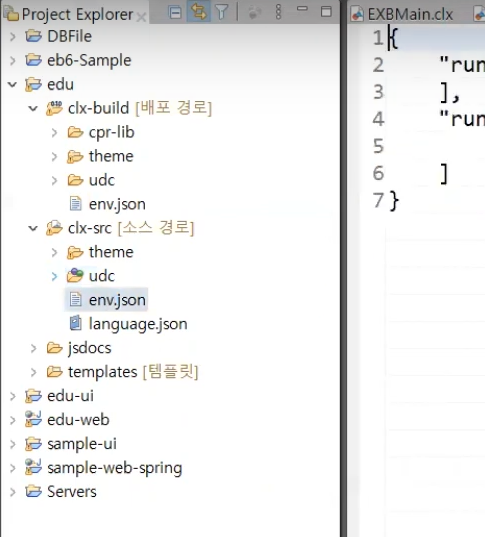 Project Explorer
EXBMain.clx
DBFile
eb6-Sample
edu
clx-build [배포 경로]
cpr-lib
theme
udc
env.json
clx-src [소스 경로]
theme
udc
env.json
language.json
jsdocs
templates [템플릿]
edu-ui
edu-web
sample-ui
sample-web-spring
Servers
1 {
2 "run
3 ],
4 "run
5
6 ]
7 }